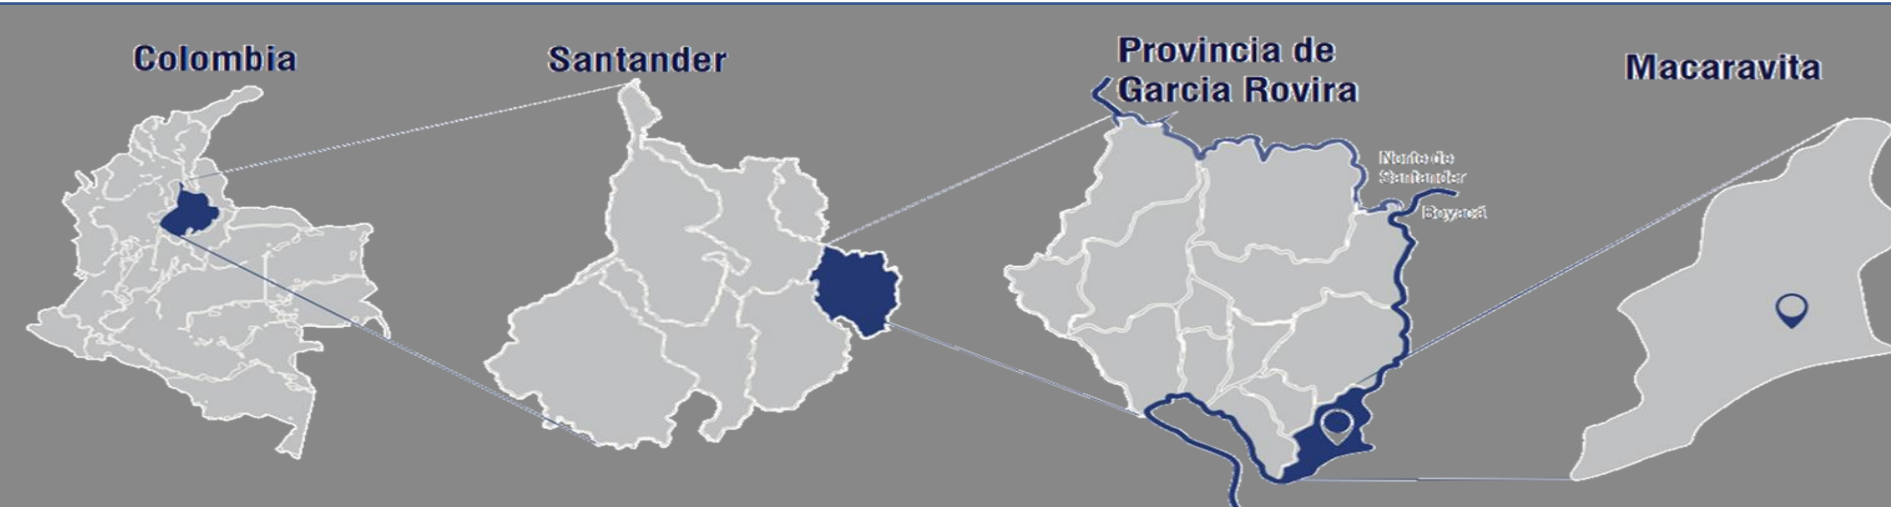 Colombia
Santander
Provincia de
Garcia Rovira
Macaravita
Norte de
Santander
Boyacá